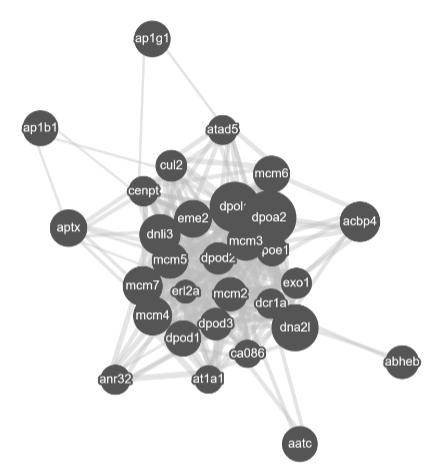 ap1g1
ap1b1
atad5
cul2
mcm6
cenpt
dpoa2
eme2
aptx
acbp4
dnli3
mcm3
poe1
dpod2
mcm5
mcm7
erl2a
mcm2
exo1
dcr1a
mcm4
dpod3
dna2l
dpod1
ca086
abheb
anr32
at1a1
aatc